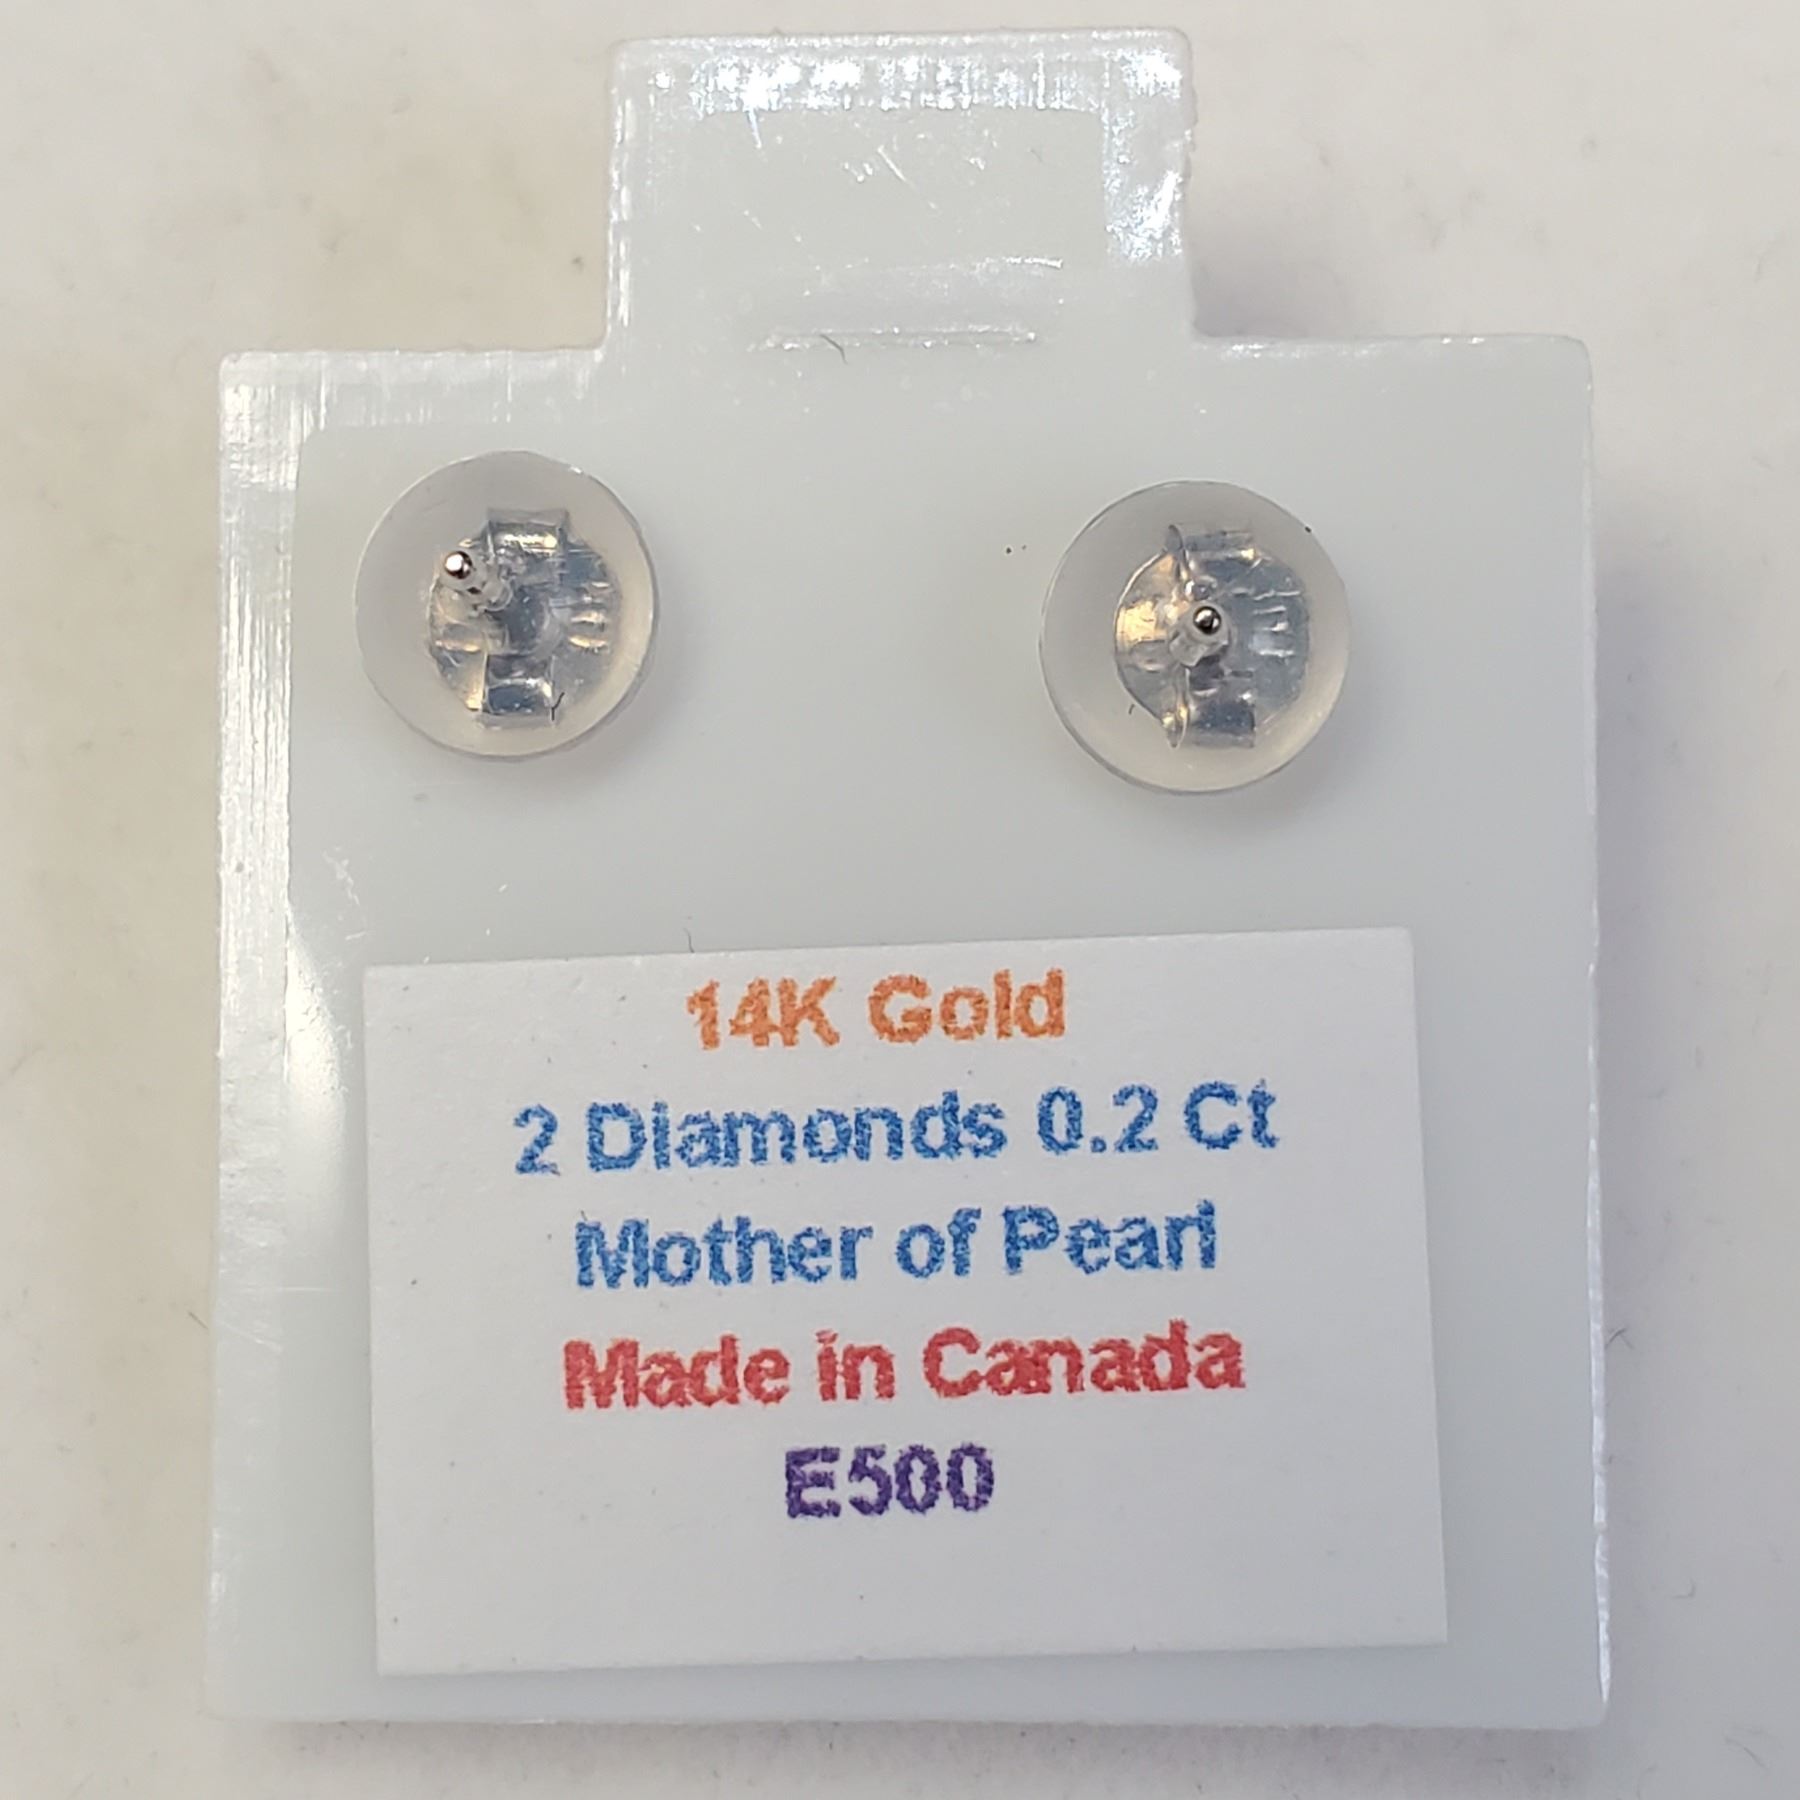 14K Gold
2 Diamonds 0.2 Ct
Mother of Pearl
Made in Canada
E500